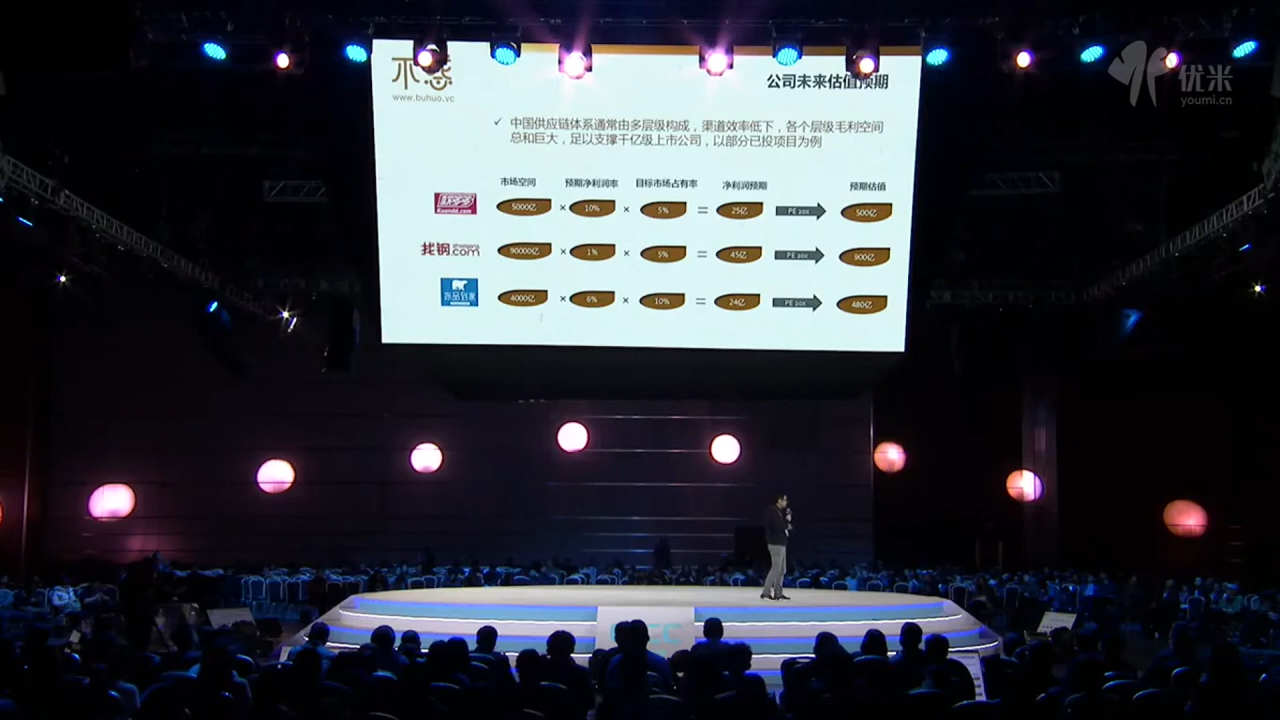 不惑
www.buhuo.vc
公司未来估值预期
优米
youmi.cn
✓ 中国供应链体系通常由多层级构成，渠道效率低下，各个层级毛利空间
总和巨大，足以支撑千亿级上市公司，以部分已投项目为例
市场空间 预期净利润率 目标市场占有率 净利润预期 预期估值
5000亿 × 10% × 5% = 25亿 PE 20x 500亿
找钢.com 90000亿 × 1% × 5% = 45亿 PE 20x 900亿
4000亿 × 6% × 10% = 24亿 PE 20x 480亿